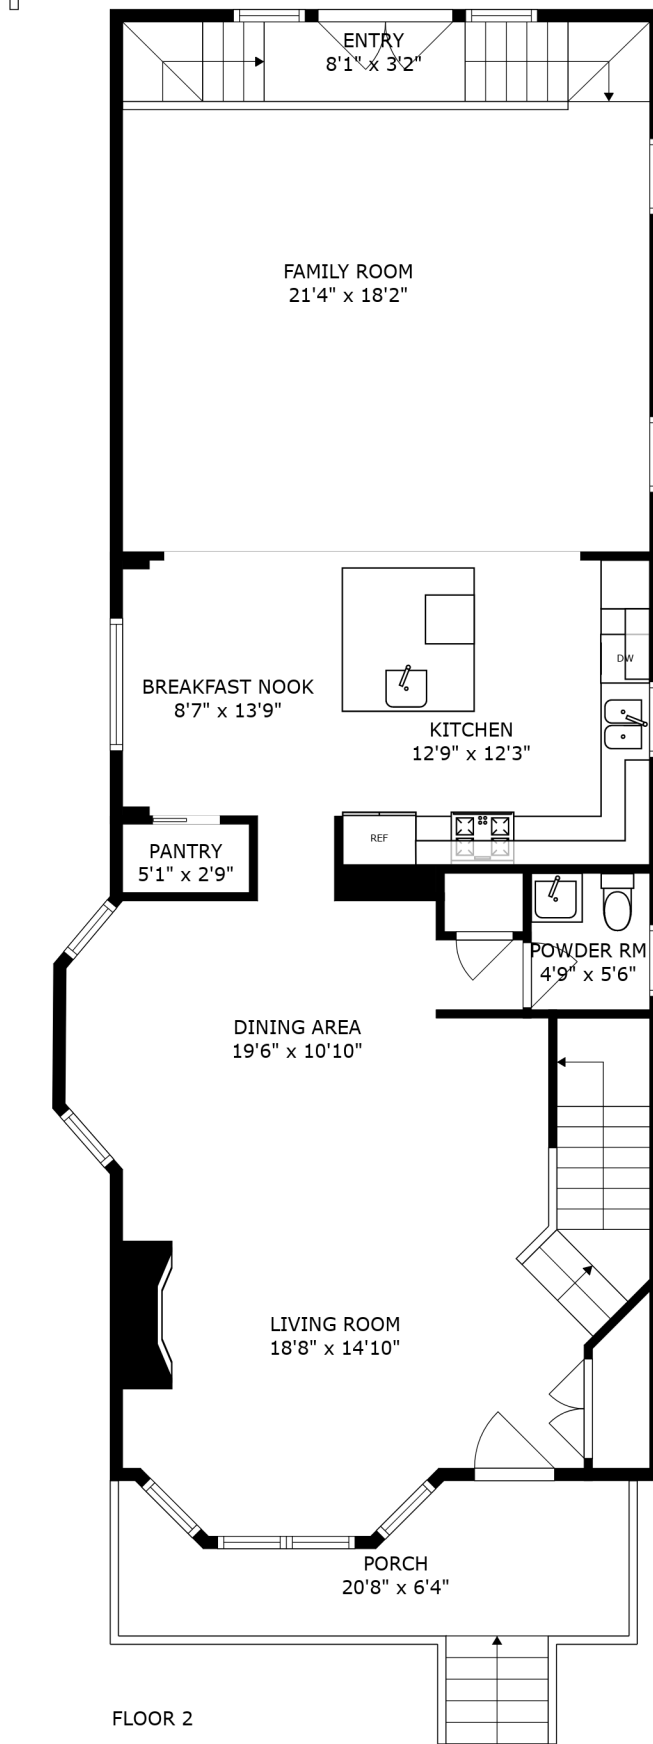 ENTRY
8'1" x 3'2"
FAMILY ROOM
21'4" x 18'2"
BREAKFAST NOOK
8'7" x 13'9"
KITCHEN
12'9" x 12'3"
DW
REF
PANTRY
5'1" x 2'9"
POWDER RM
4'9" x 5'6"
DINING AREA
19'6" x 10'10"
LIVING ROOM
18'8" x 14'10"
PORCH
20'8" x 6'4"
FLOOR 2